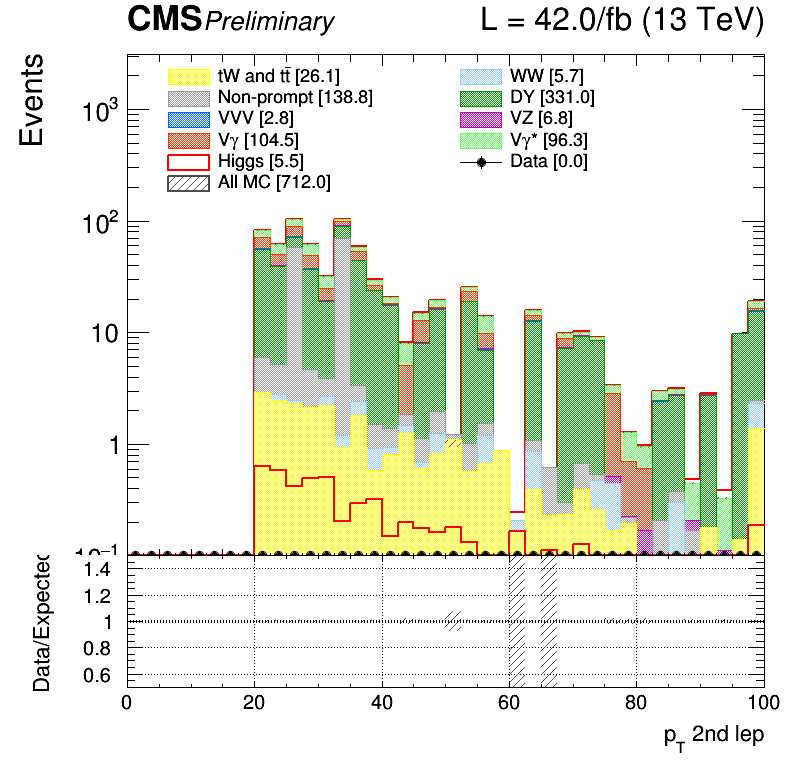 CMS Preliminary L = 42.0/fb (13 TeV)
Events
tW and tt̄ [26.1] WW [5.7]
Non-prompt [138.8] DY [331.0]
VVV [2.8] VZ [6.8]
Vγ [104.5] Vγ* [96.3]
Higgs [5.5] Data [0.0]
All MC [712.0]
10³
10²
10
1
10⁻¹
Data/Expected
1.4
1.2
1
0.8
0.6
0 20 40 60 80 100
p_T 2nd lep